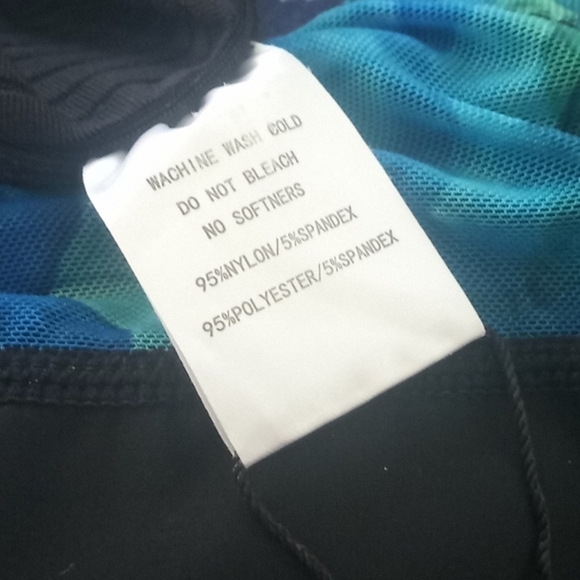 WACHINE WASH COLD
DO NOT BLEACH
NO SOFTNERS
95%NYLON/5%SPANDEX
95%POLYESTER/5%SPANDEX